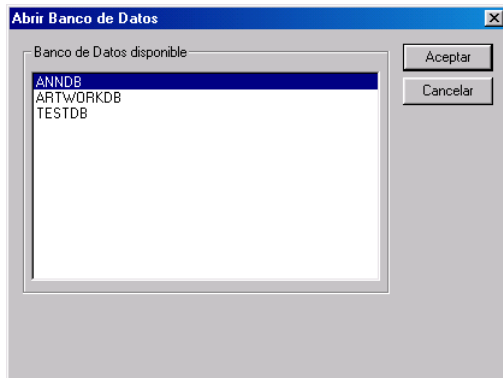 Abrir Banco de Datos
Banco de Datos disponible
Aceptar
ANNDB
Cancelar
ARTWORKDB
TESTDB